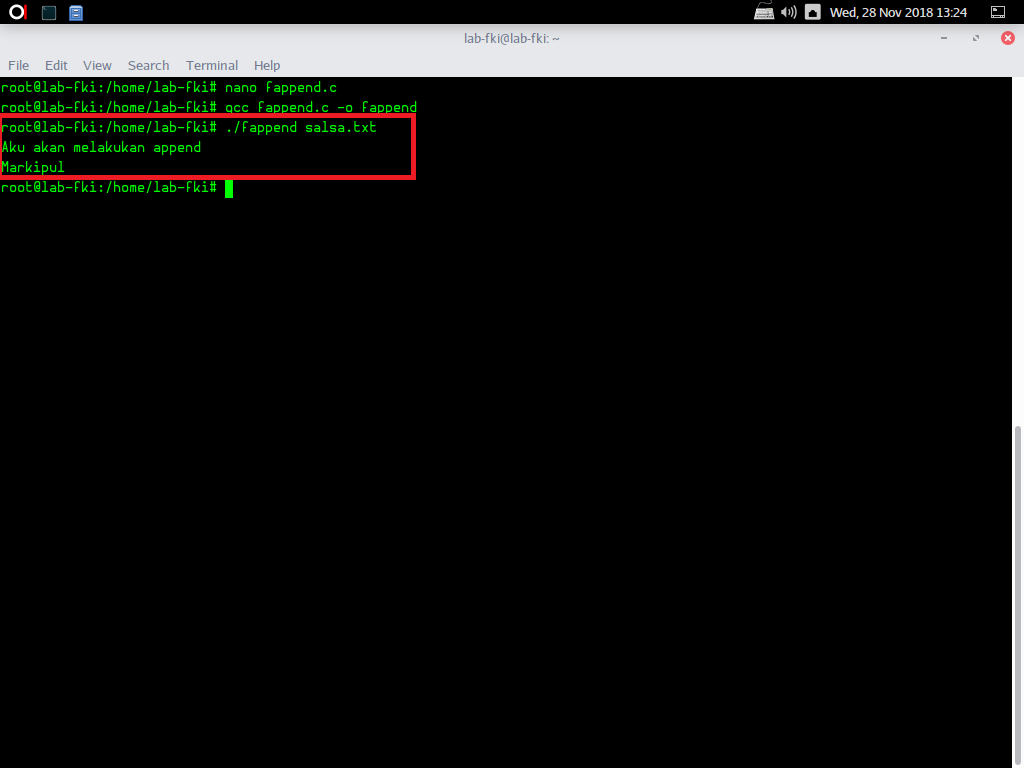 Wed, 28 Nov 2018 13:24
lab-fki@lab-fki: ~
File Edit View Search Terminal Help
root@lab-fki:/home/lab-fki# nano fappend.c
root@lab-fki:/home/lab-fki# gcc fappend.c -o fappend
root@lab-fki:/home/lab-fki# ./fappend salsa.txt
Aku akan melakukan append
Markipul
root@lab-fki:/home/lab-fki#